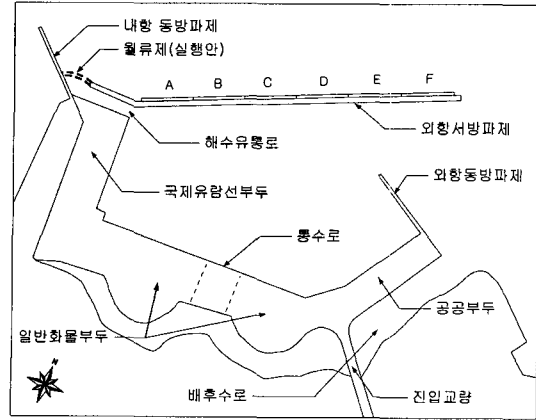 내항 동방파제
월류제(실행안)
A B C D E F
외항서방파제
해수유통로
국제유람선부두
와항동방파제
통수로
일반화물부두
공공부두
배후수로
진입교량
N